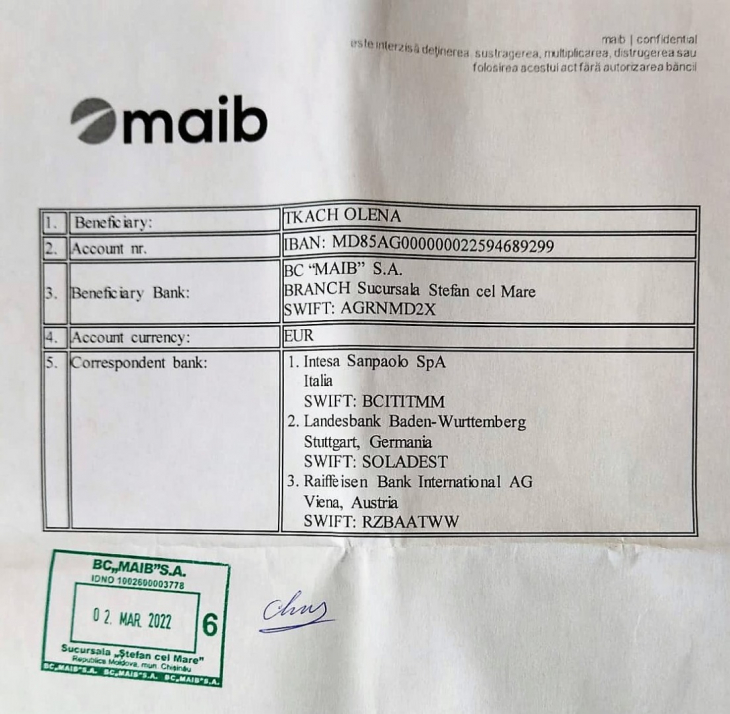 maib | confidential
este interzisă deținerea, sustragerea, multiplicarea, distrugerea sau
folosirea acestui act fără autorizarea băncii
maib
1. Beneficiary: TKACH OLENA
2. Account nr. IBAN: MD85AG000000022594689299
3. Beneficiary Bank: BC “MAIB” S.A.
BRANCH Sucursala Stefan cel Mare
SWIFT: AGRNMD2X
4. Account currency: EUR
5. Correspondent bank: 1. Intesa Sanpaolo SpA
Italia
SWIFT: BCITITMM
2. Landesbank Baden-Wurttemberg
Stuttgart, Germania
SWIFT: SOLADEST
3. Raiffeisen Bank International AG
Viena, Austria
SWIFT: RZBAATWW
BC„MAIB”S.A.
IDNO 1002600003778
02. MAR 2022 6
Sucursala „Ștefan cel Mare”
Republica Moldova, mun. Chișinău
BC„MAIB”S.A. BC„MAIB”S.A. BC„MAIB”S.A.